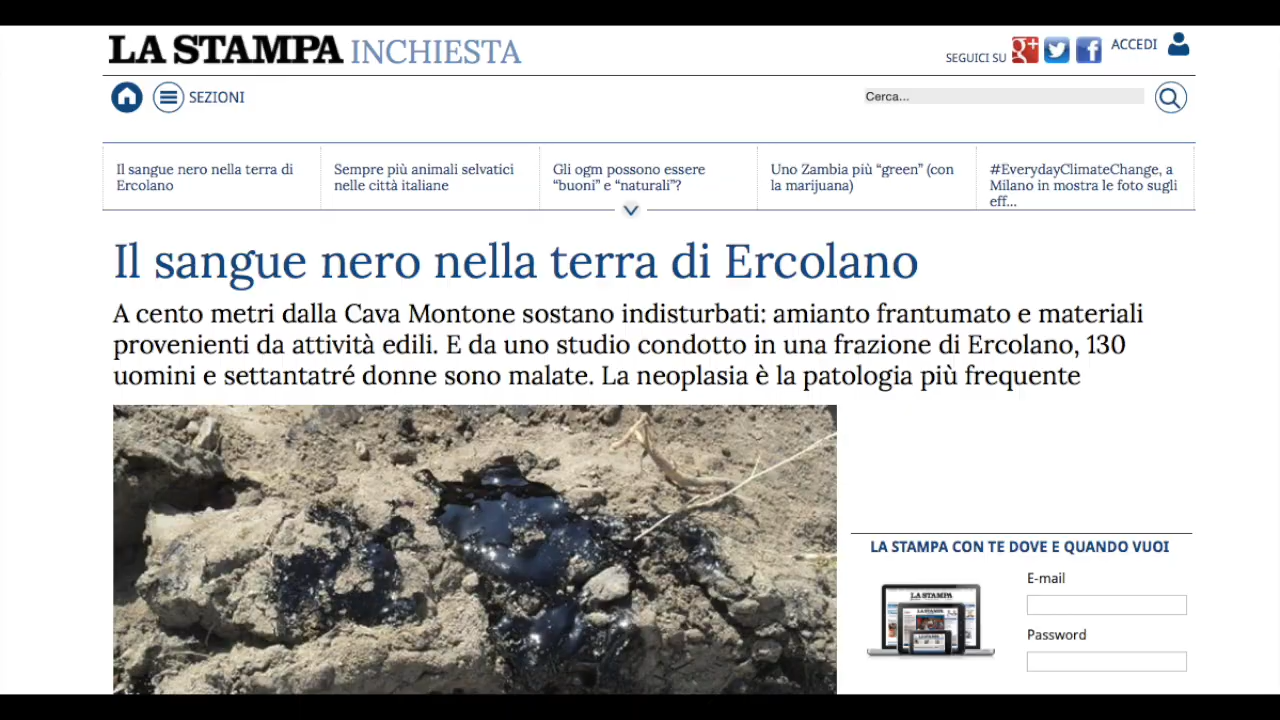 LA STAMPA INCHIESTA
SEGUICI SU
ACCEDI
SEZIONI
Cerca...
Il sangue nero nella terra di
Ercolano
Sempre più animali selvatici
nelle città italiane
Gli ogm possono essere
“buoni” e “naturali”?
Uno Zambia più “green” (con
la marijuana)
#EverydayClimateChange, a
Milano in mostra le foto sugli
eff...
Il sangue nero nella terra di Ercolano
A cento metri dalla Cava Montone sostano indisturbati: amianto frantumato e materiali
provenienti da attività edili. E da uno studio condotto in una frazione di Ercolano, 130
uomini e settantatré donne sono malate. La neoplasia è la patologia più frequente
LA STAMPA CON TE DOVE E QUANDO VUOI
E-mail
LA STAMPA
Password